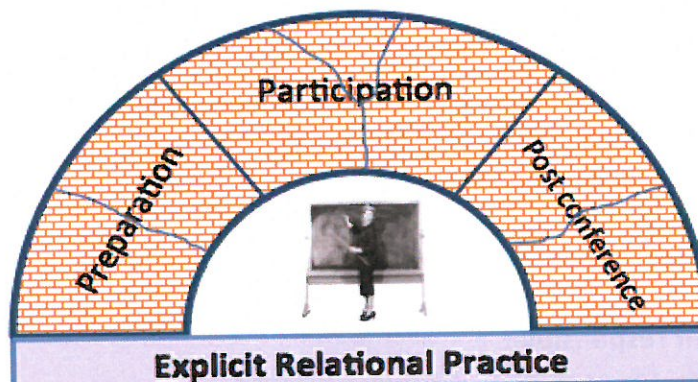 Participation
Preparation
Post conference
Explicit Relational Practice